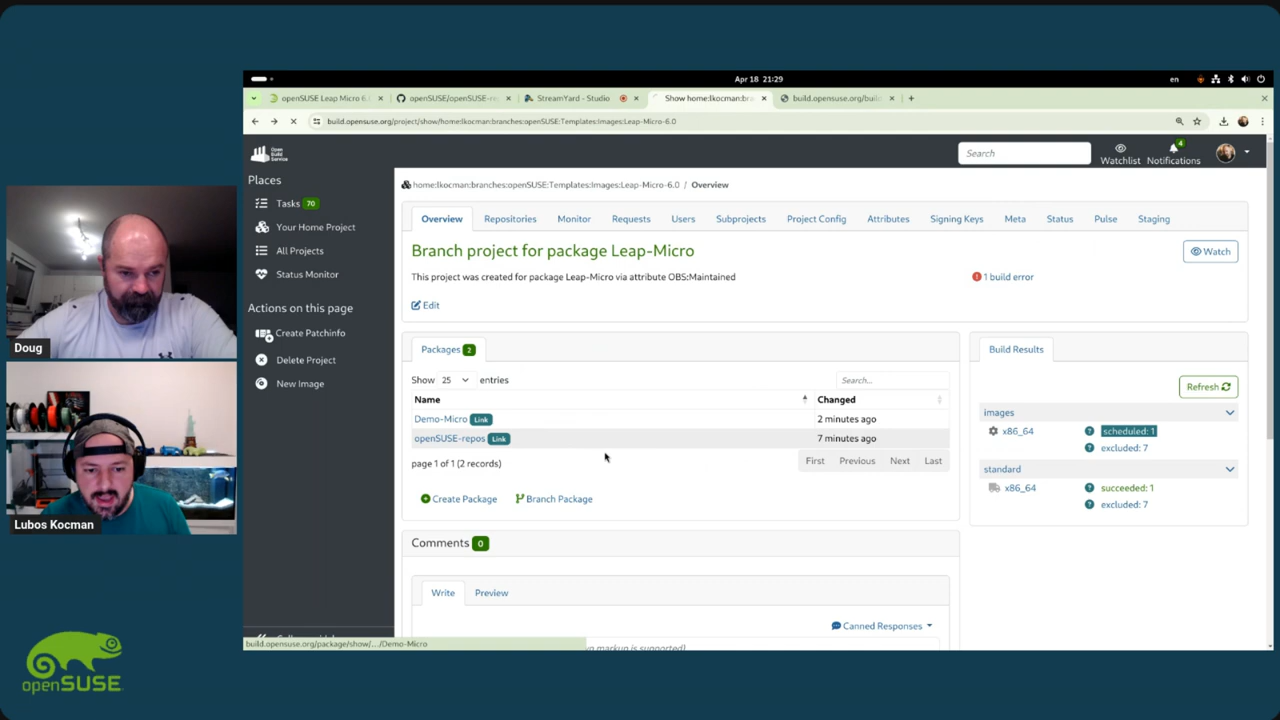 Apr 18 21:29
en
openSUSE Leap Micro 6.
openSUSE/openSUSE-re
StreamYard - Studio
Show home:lkocman:bra
build.opensuse.org/buil
build.opensuse.org/project/show/home:lkocman:branches:openSUSE:Templates:Images:Leap-Micro-6.0
Open Build Service
Search
Watchlist
4
Notifications
Places
Tasks 70
Your Home Project
All Projects
Status Monitor
Actions on this page
Create Patchinfo
Delete Project
New Image
home:lkocman:branches:openSUSE:Templates:Images:Leap-Micro-6.0 / Overview
Overview Repositories Monitor Requests Users Subprojects Project Config Attributes Signing Keys Meta Status Pulse Staging
Branch project for package Leap-Micro
Watch
This project was created for package Leap-Micro via attribute OBS:Maintained
1 build error
Edit
Packages 2
Show 25 entries
Search...
Name Changed
Demo-Micro Link 2 minutes ago
openSUSE-repos Link 7 minutes ago
page 1 of 1 (2 records)
First Previous Next Last
Create Package Branch Package
Build Results
Refresh
images
x86_64 scheduled: 1
excluded: 7
standard
x86_64 succeeded: 1
excluded: 7
Comments 0
Write Preview
Canned Responses
build.opensuse.org/package/show/.../Demo-Micro
markup is supported)
Doug
Lubos Kocman
openSUSE.